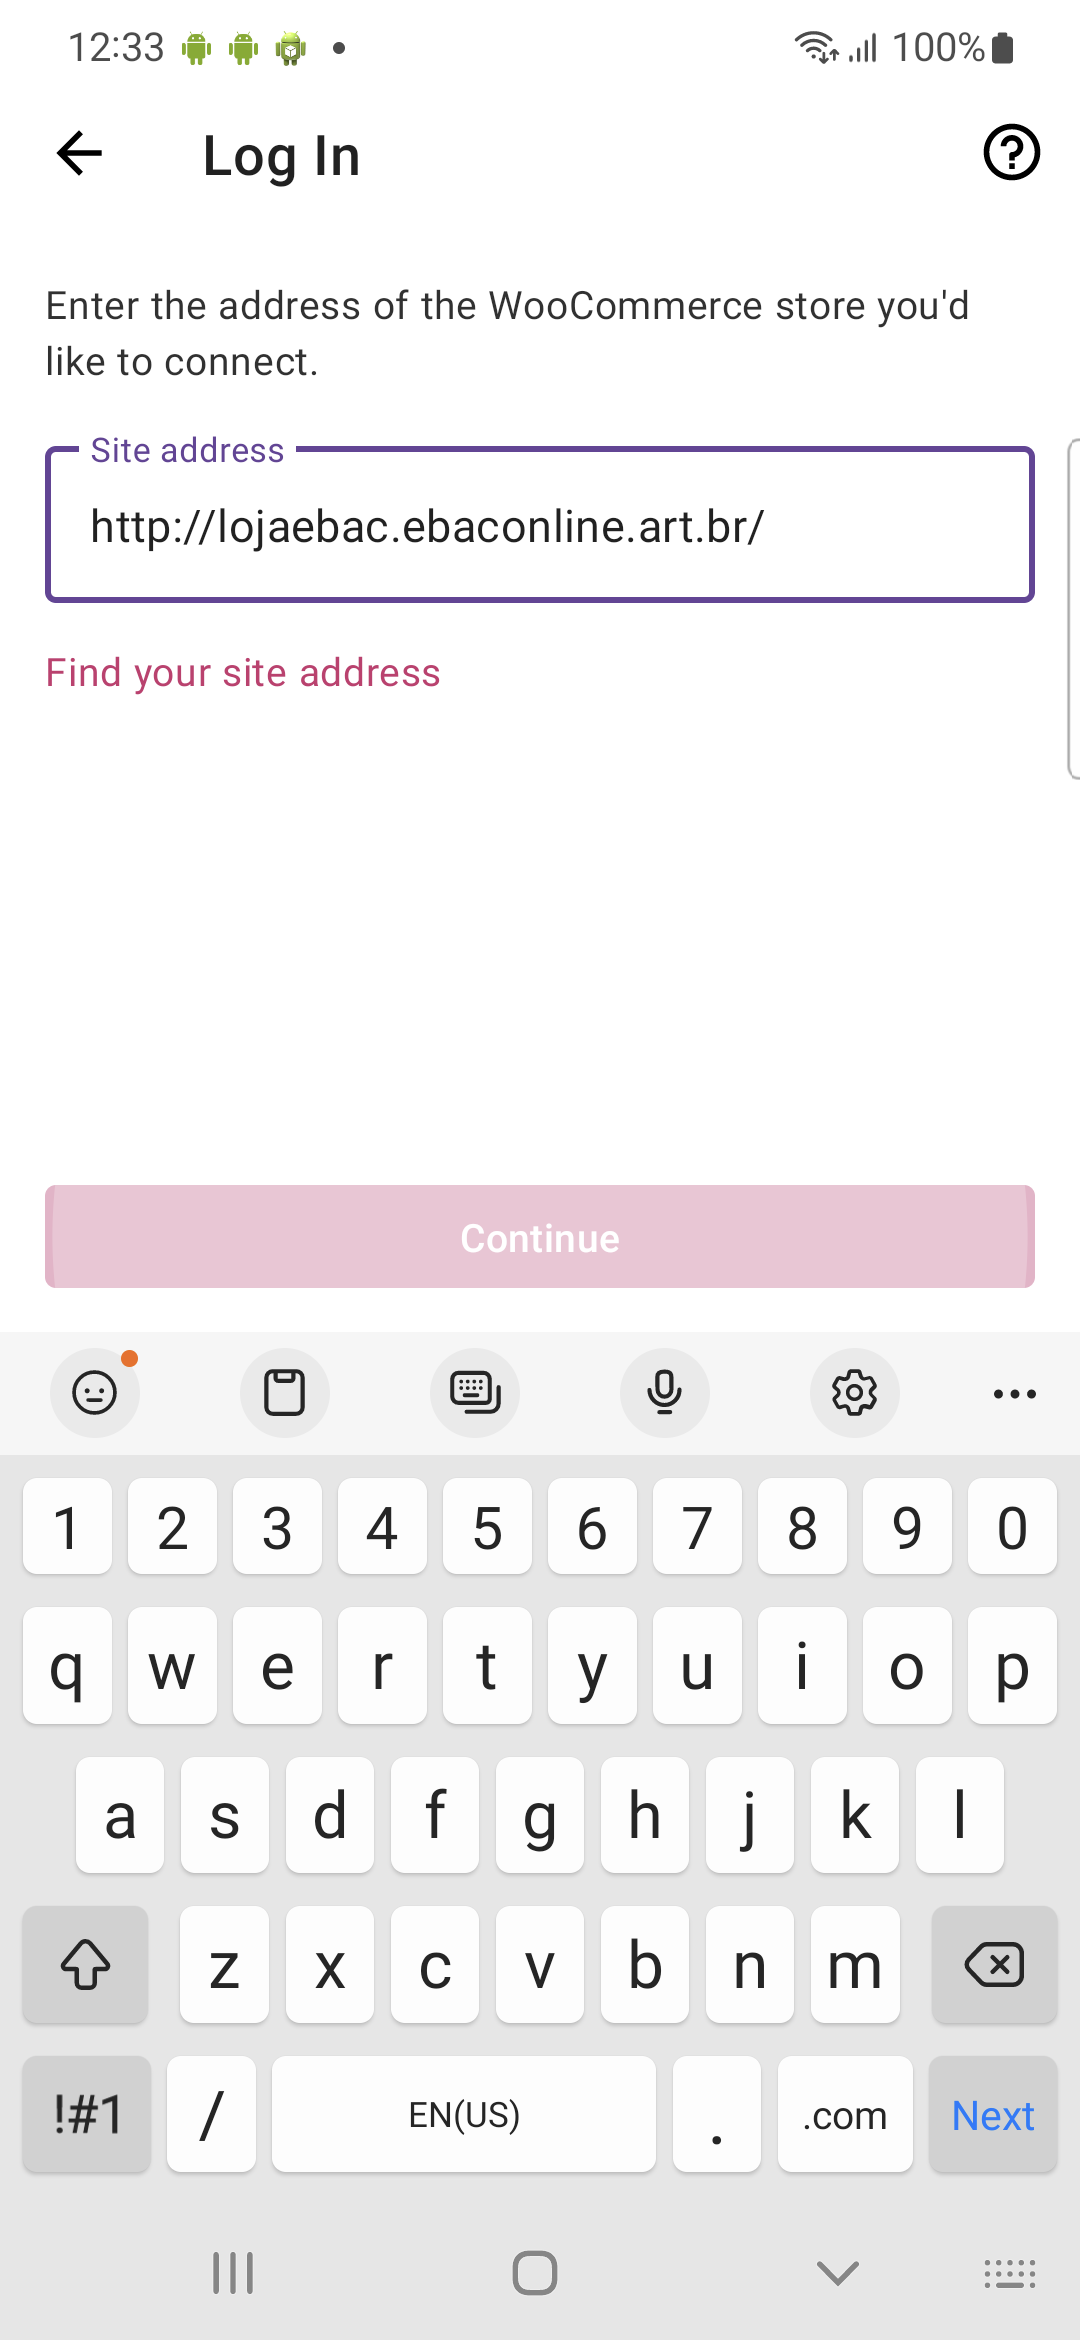 12:33
100%
Log In
Enter the address of the WooCommerce store you'd
like to connect.
Site address
http://lojaebac.ebaconline.art.br/
Find your site address
Continue
1 2 3 4 5 6 7 8 9 0
q w e r t y u i o p
a s d f g h j k l
z x c v b n m
!#1 / EN(US) . .com Next